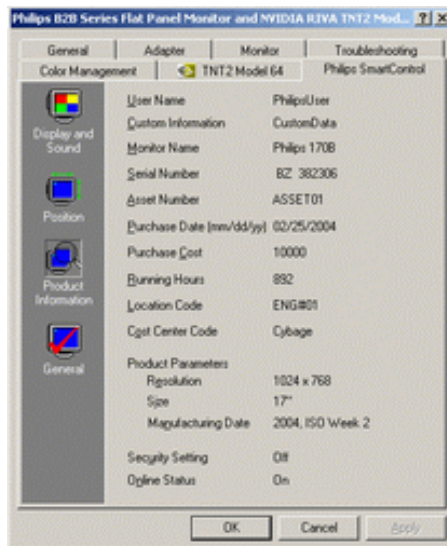 Philips B2B Series Flat Panel Monitor and NVIDIA RIVA TNT2 Mod...
General Adapter Monitor Troubleshooting
Color Management TNT2 Model 64 Philips SmartControl
Display and Sound
Position
Product Information
General
User Name PhilipsUser
Custom Information CustomData
Monitor Name Philips 170B
Serial Number BZ 382306
Asset Number ASSET01
Purchase Date (mm/dd/yy) 02/25/2004
Purchase Cost 10000
Running Hours 892
Location Code ENG#01
Cost Center Code Cybage
Product Parameters
Resolution 1024 x 768
Size 17"
Manufacturing Date 2004, ISO Week 2
Security Setting Off
Online Status On
OK Cancel Apply